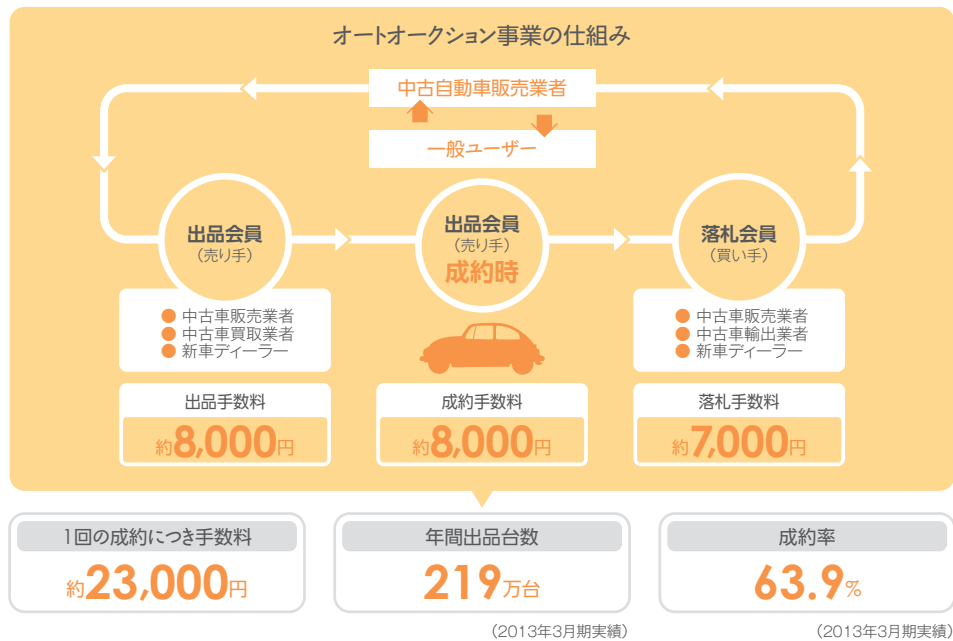 オートオークション事業の仕組み
中古自動車販売業者
一般ユーザー
出品会員
(売り手)
出品会員
(売り手)
成約時
落札会員
(買い手)
● 中古車販売業者
● 中古車買取業者
● 新車ディーラー
● 中古車販売業者
● 中古車輸出業者
● 新車ディーラー
出品手数料
約8,000円
成約手数料
約8,000円
落札手数料
約7,000円
1回の成約につき手数料
約23,000円
年間出品台数
219万台
(2013年3月期実績)
成約率
63.9%
(2013年3月期実績)